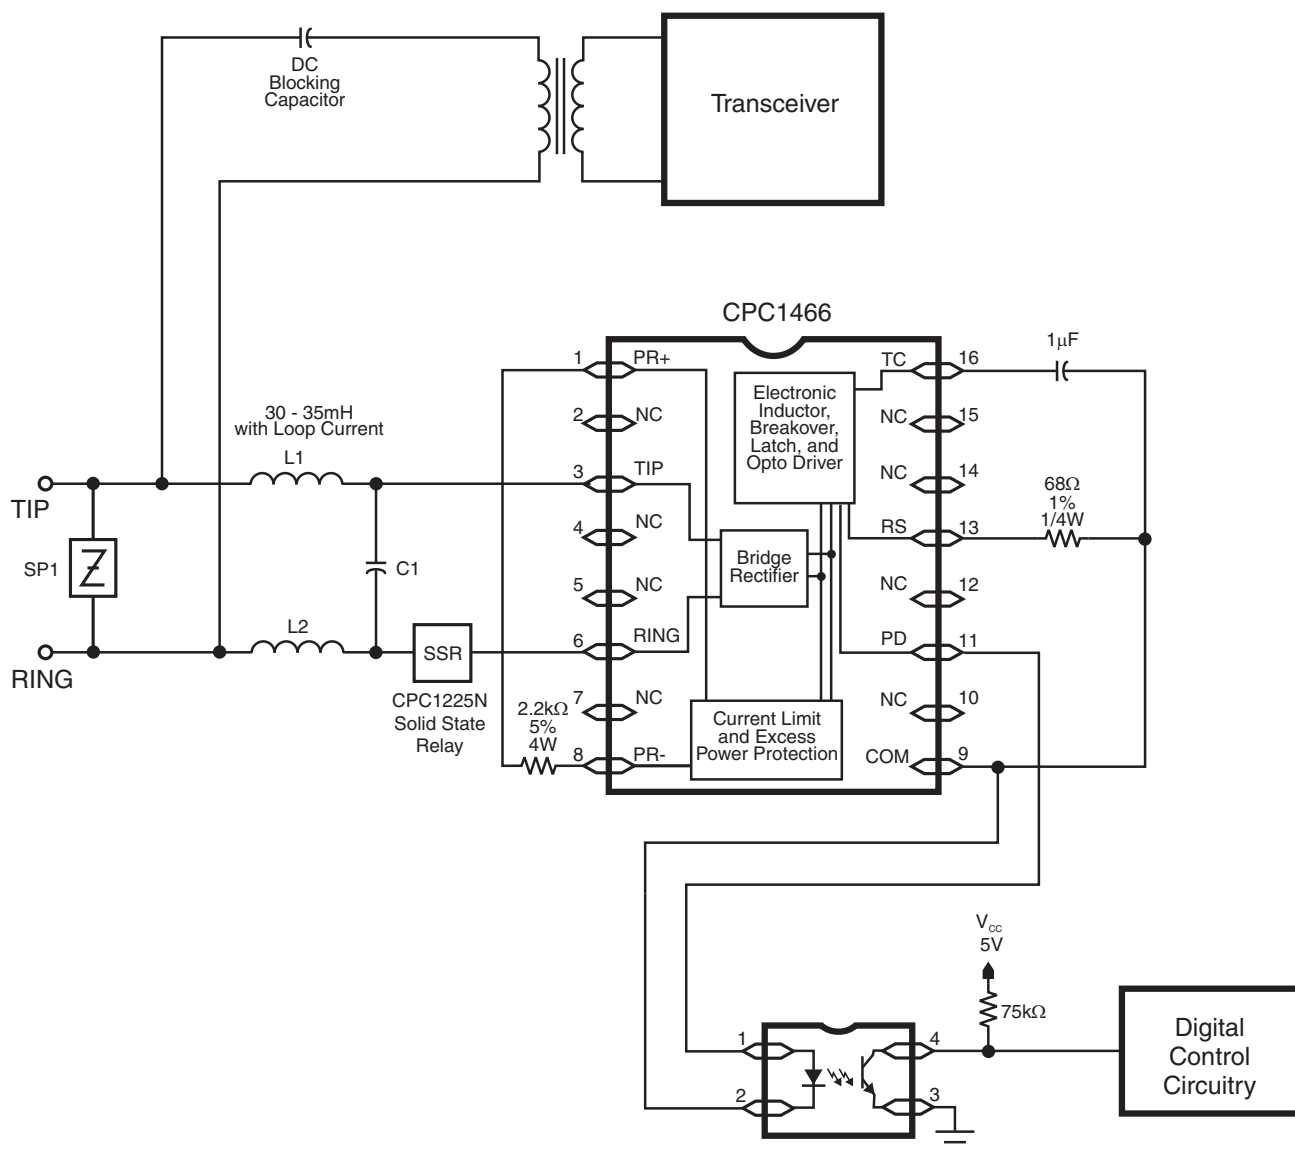 DC
Blocking
Capacitor
Transceiver
CPC1466
1
PR+
2
NC
3
TIP
4
NC
5
NC
6
RING
7
NC
8
PR-
TC
16
NC
15
NC
14
RS
13
NC
12
PD
11
NC
10
COM
9
Electronic
Inductor,
Breakover,
Latch, and
Opto Driver
Bridge
Rectifier
Current Limit
and Excess
Power Protection
1μF
68Ω
1%
1/4W
30 - 35mH
with Loop Current
L1
TIP
SP1
C1
L2
RING
SSR
CPC1225N
Solid State
Relay
2.2kΩ
5%
4W
VCC
5V
75kΩ
1
2
4
3
Digital
Control
Circuitry